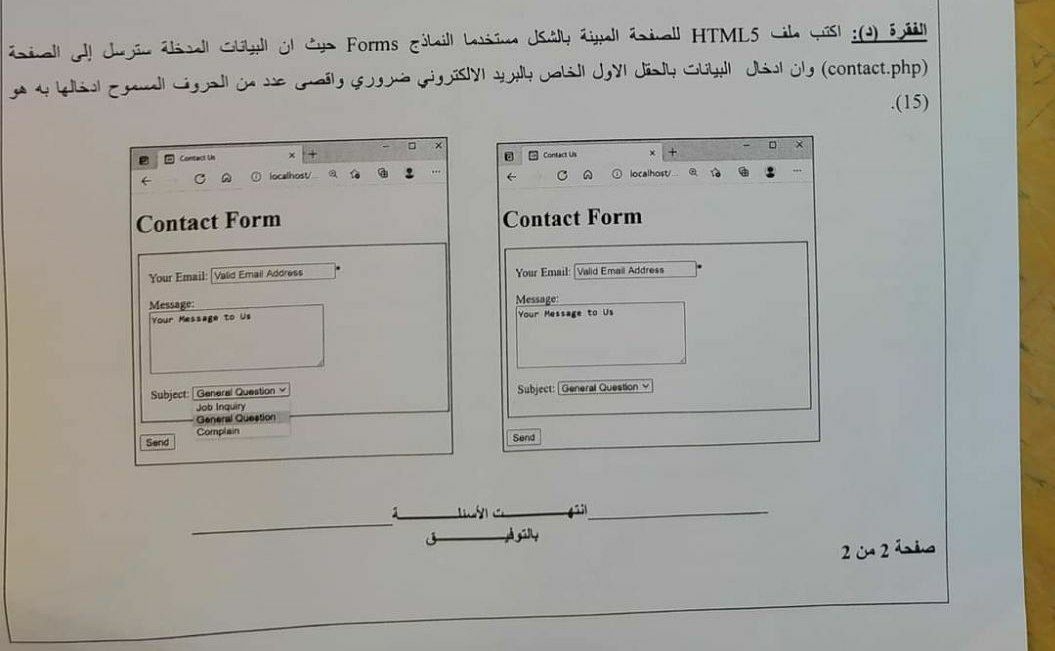 الفقرة (د): اكتب ملف HTML5 للصفحة المبينة بالشكل مستخدما النماذج Forms حيث ان البيانات المدخلة سترسل إلى الصفحة
(contact.php) وان ادخال البيانات بالحقل الاول الخاص بالبريد الالكتروني ضروري واقصى عدد من الحروف المسموح ادخالها به هو
(15).
Contact Us
localhost/...
Contact Form
Your Email: Valid Email Address *
Message:
Your Message to Us
Subject: General Question
Job Inquiry
General Question
Complain
Send
Contact Us
localhost/...
Contact Form
Your Email: Valid Email Address *
Message:
Your Message to Us
Subject: General Question
Send
انتهـــــت الأسئلـــــة
بالتوفيـــــق
صفحة 2 من 2